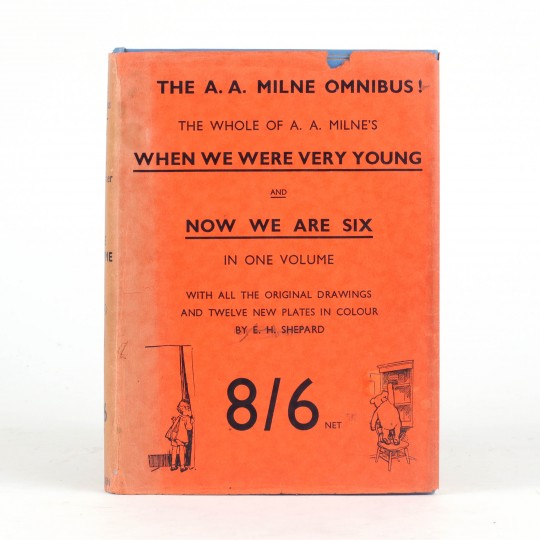 THE A. A. MILNE OMNIBUS!
THE WHOLE OF A. A. MILNE'S
WHEN WE WERE VERY YOUNG
AND
NOW WE ARE SIX
IN ONE VOLUME
WITH ALL THE ORIGINAL DRAWINGS
AND TWELVE NEW PLATES IN COLOUR
BY E. H. SHEPARD
8/6 NET